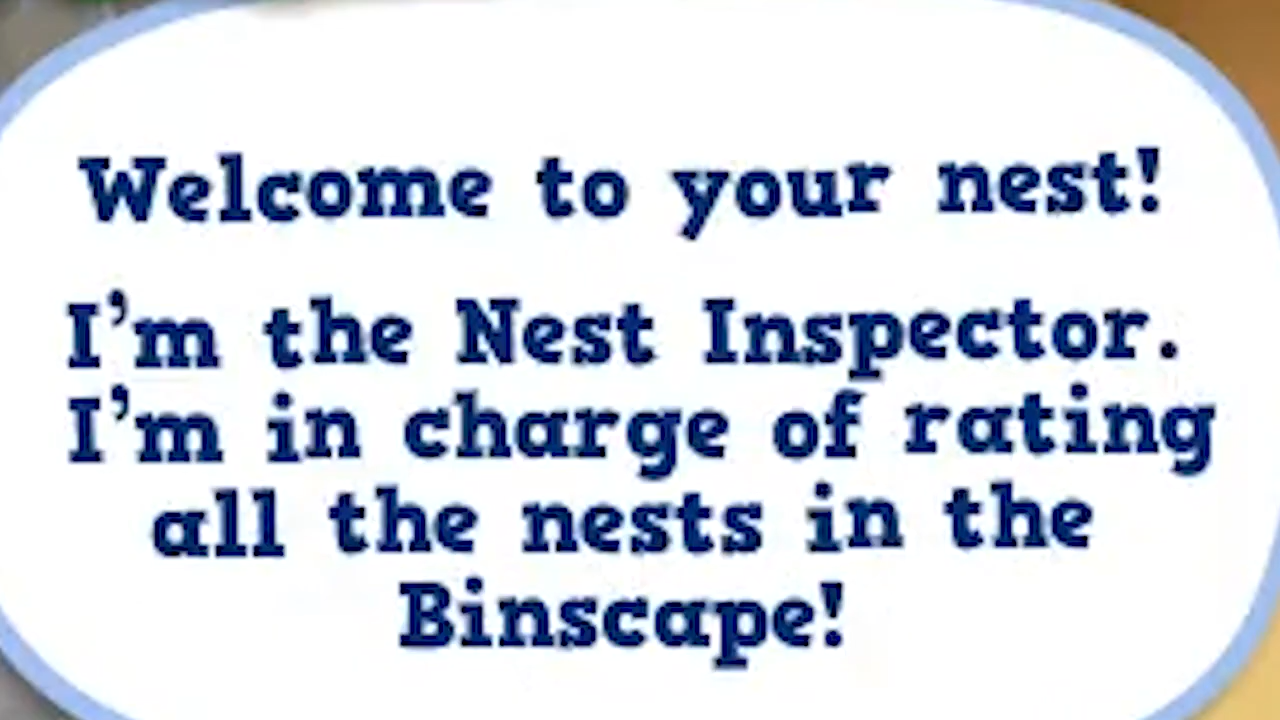 Welcome to your nest!
I'm the Nest Inspector.
I'm in charge of rating
all the nests in the
Binscape!